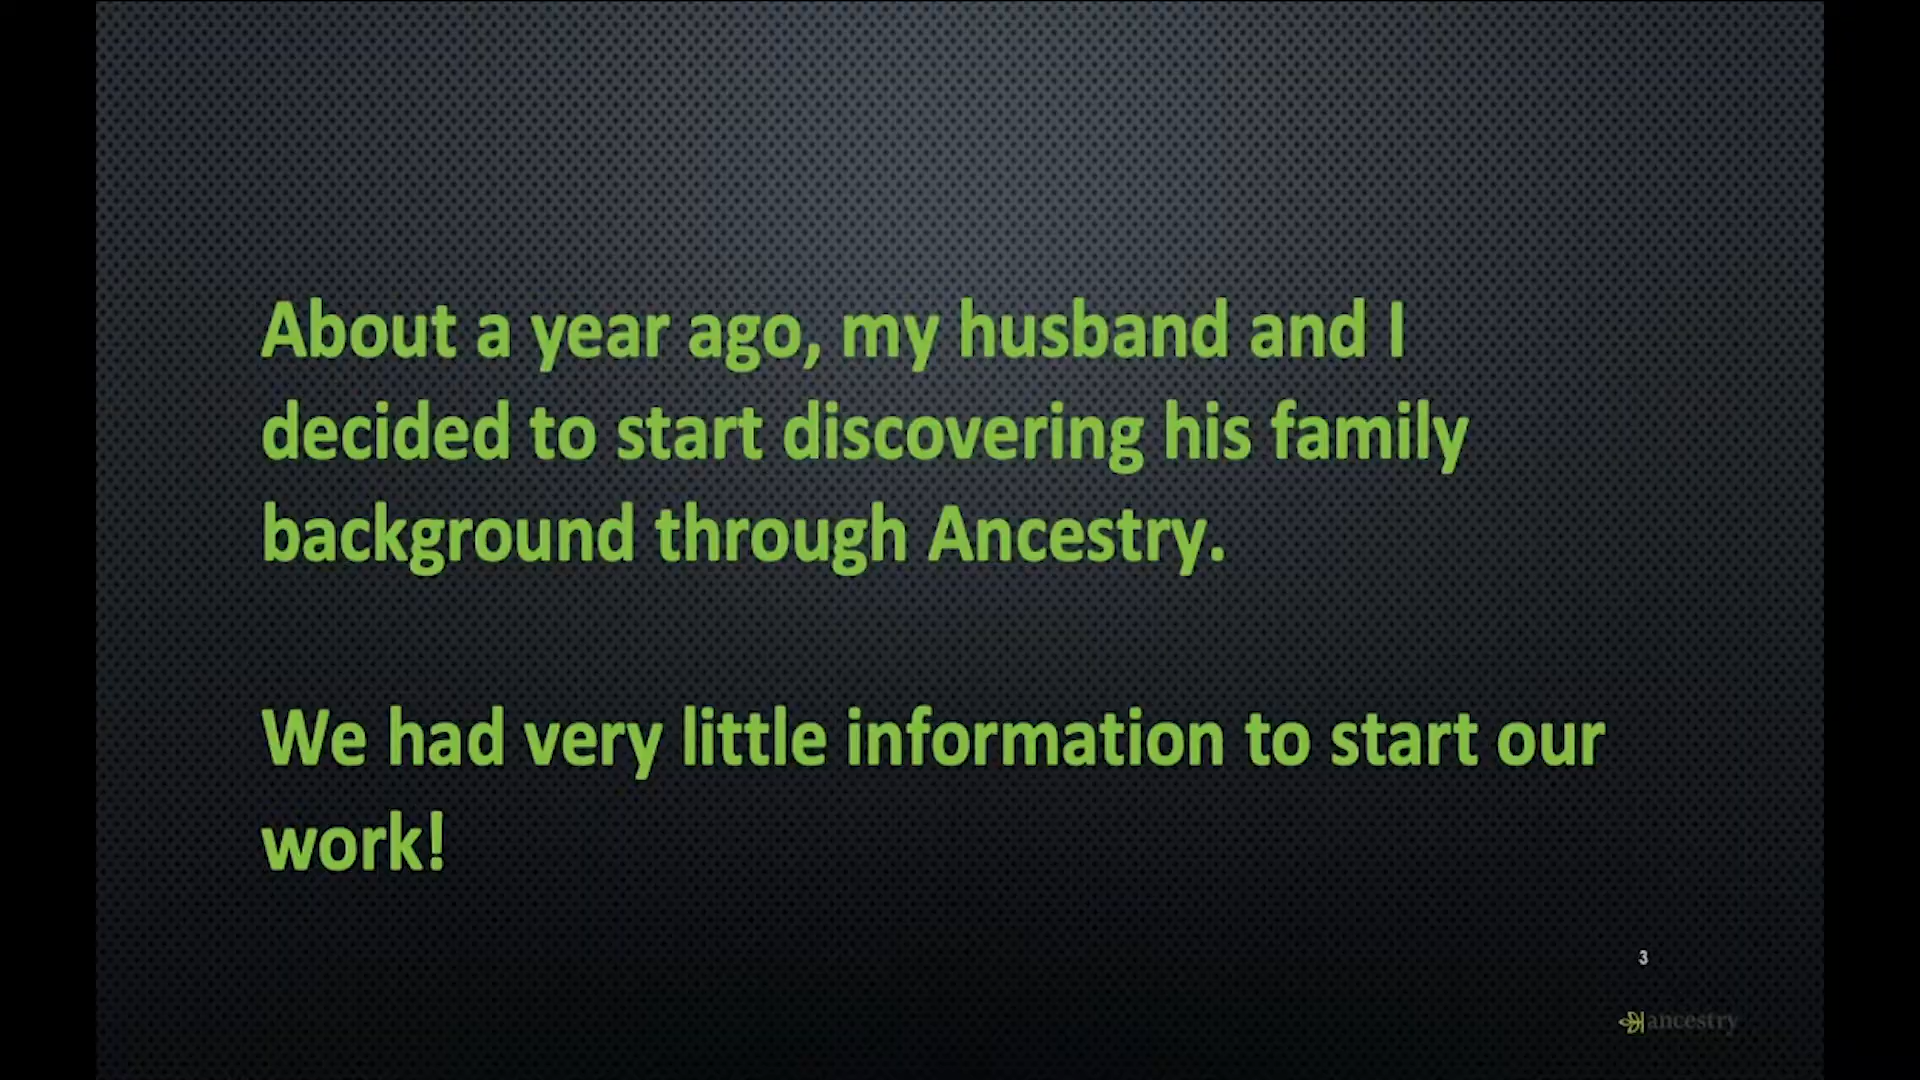 About a year ago, my husband and I
decided to start discovering his family
background through Ancestry.
We had very little information to start our
work!
3
ancestry